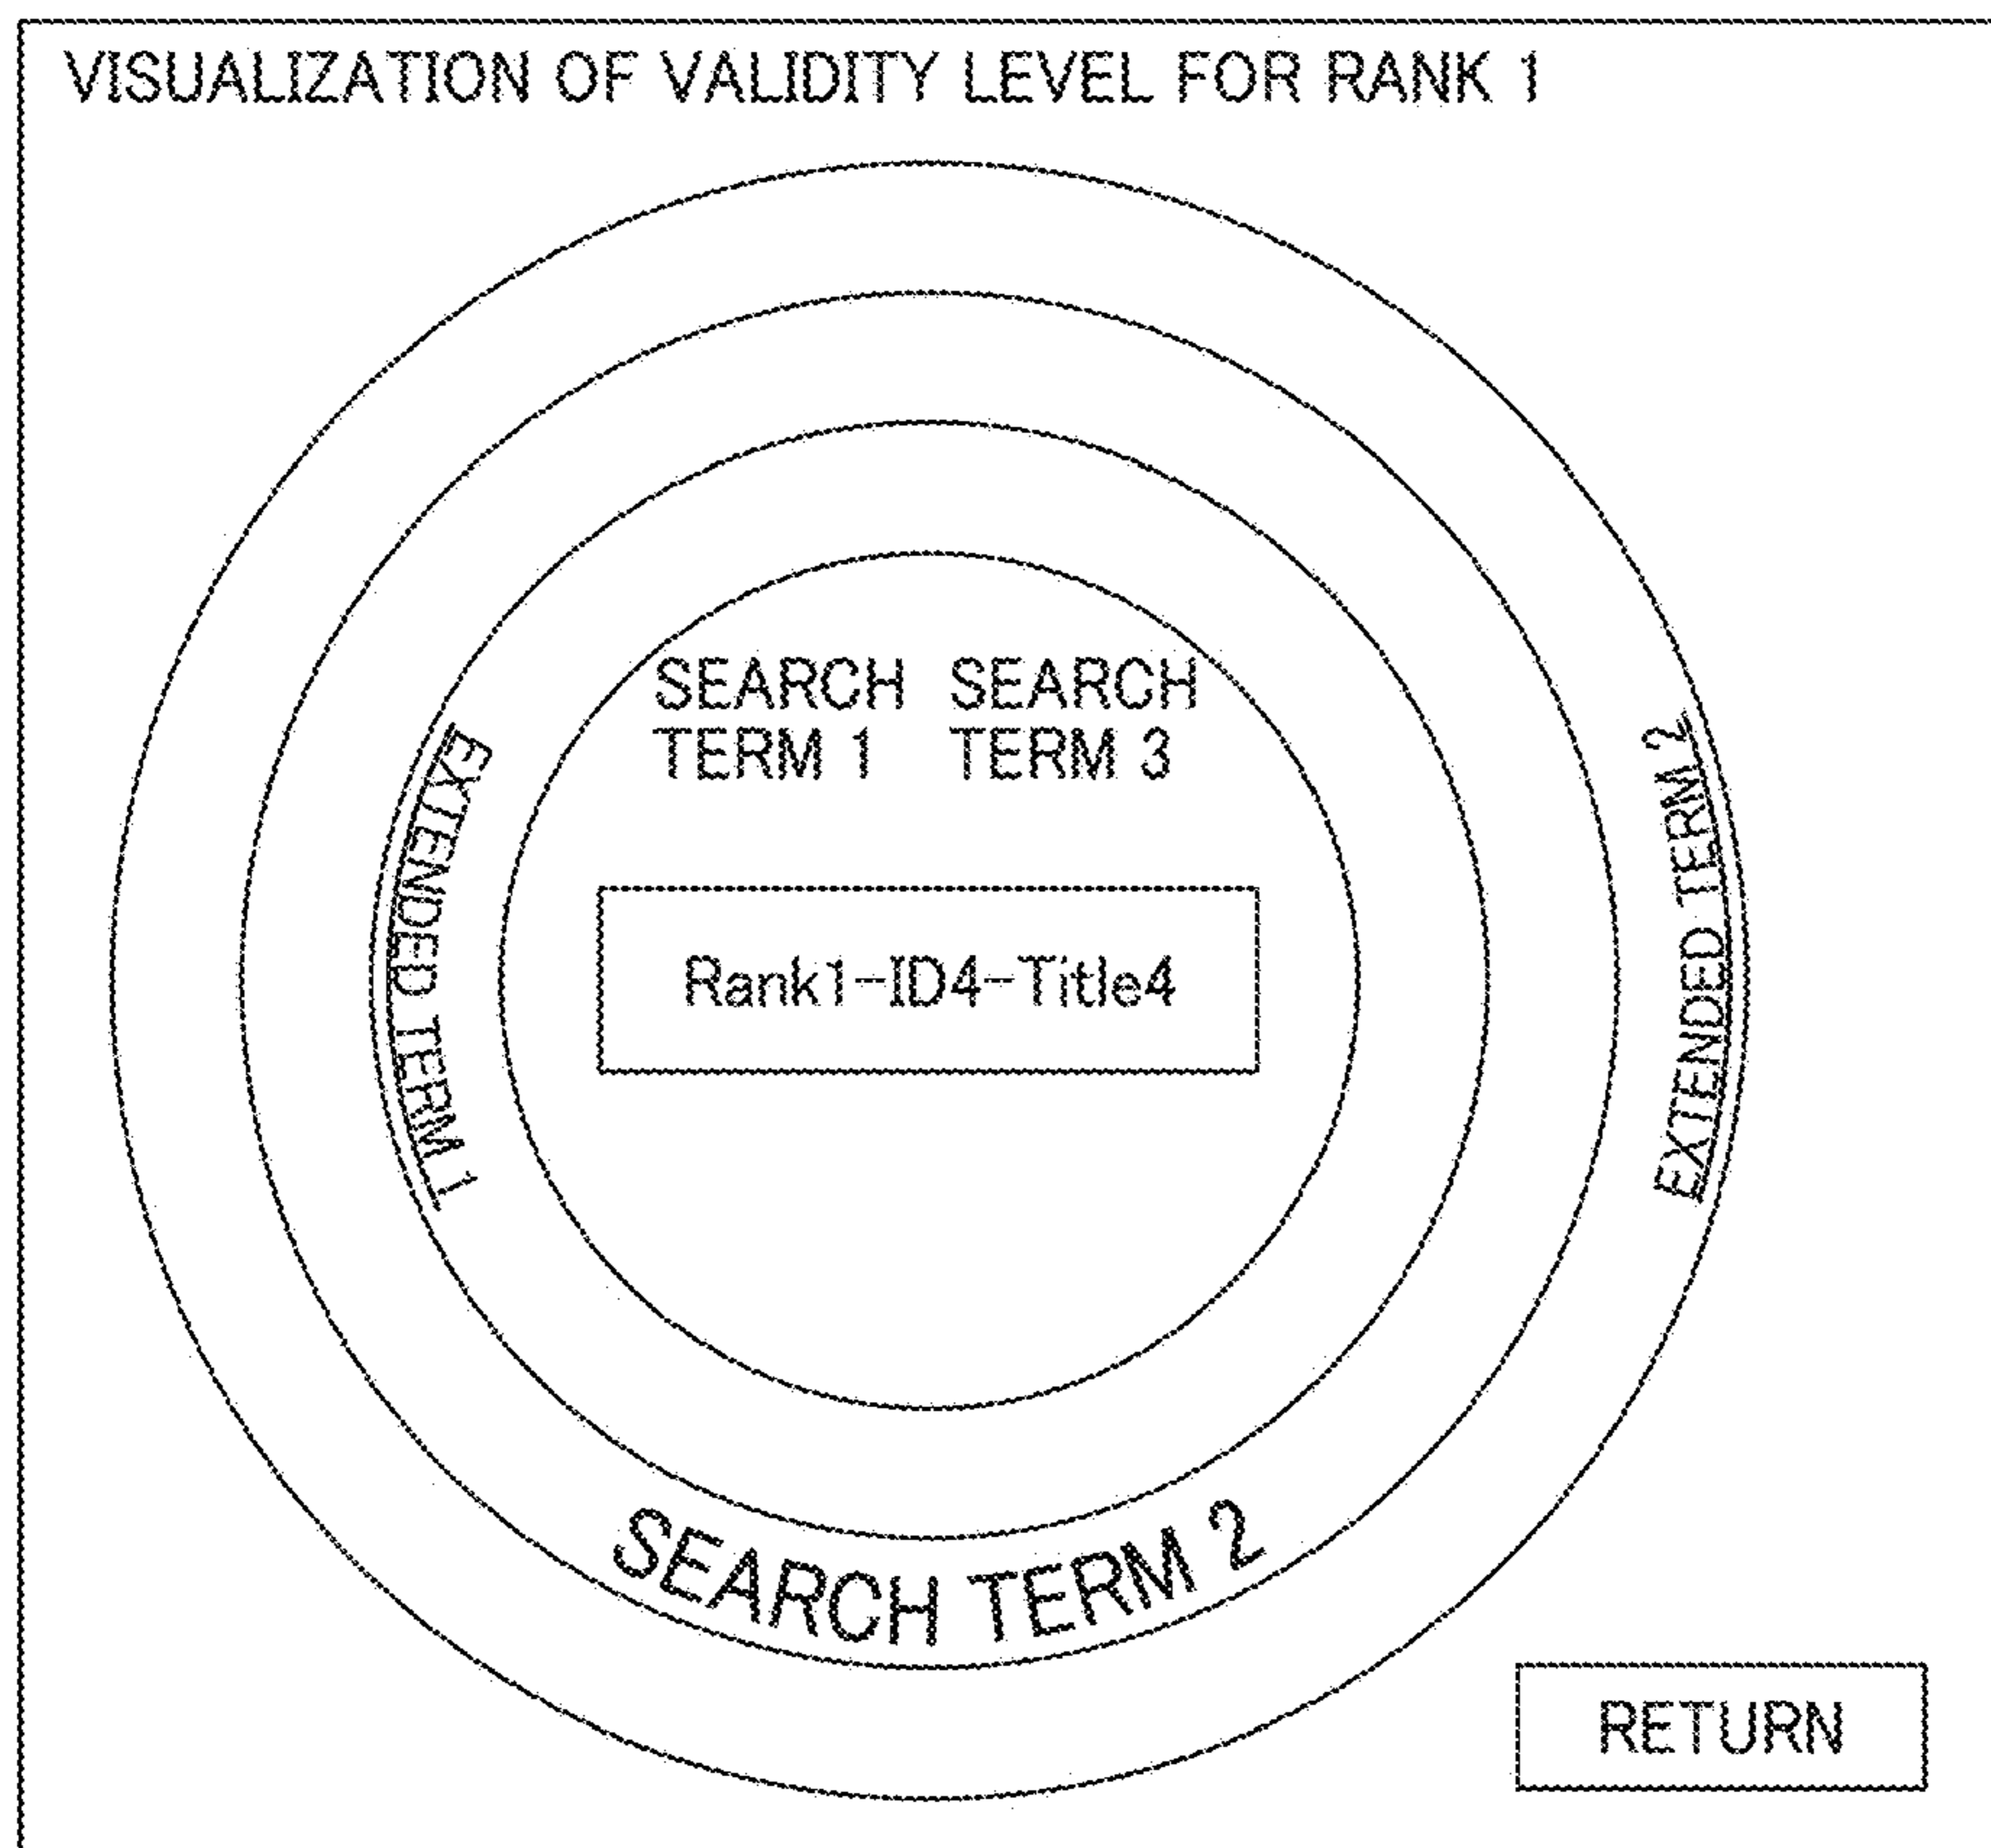 VISUALIZATION OF VALIDITY LEVEL FOR RANK 1
SEARCH SEARCH
TERM 1 TERM 3
EXTENDED TERM 1
EXTENDED TERM 2
Rank1-ID4-Title4
SEARCH TERM 2
RETURN